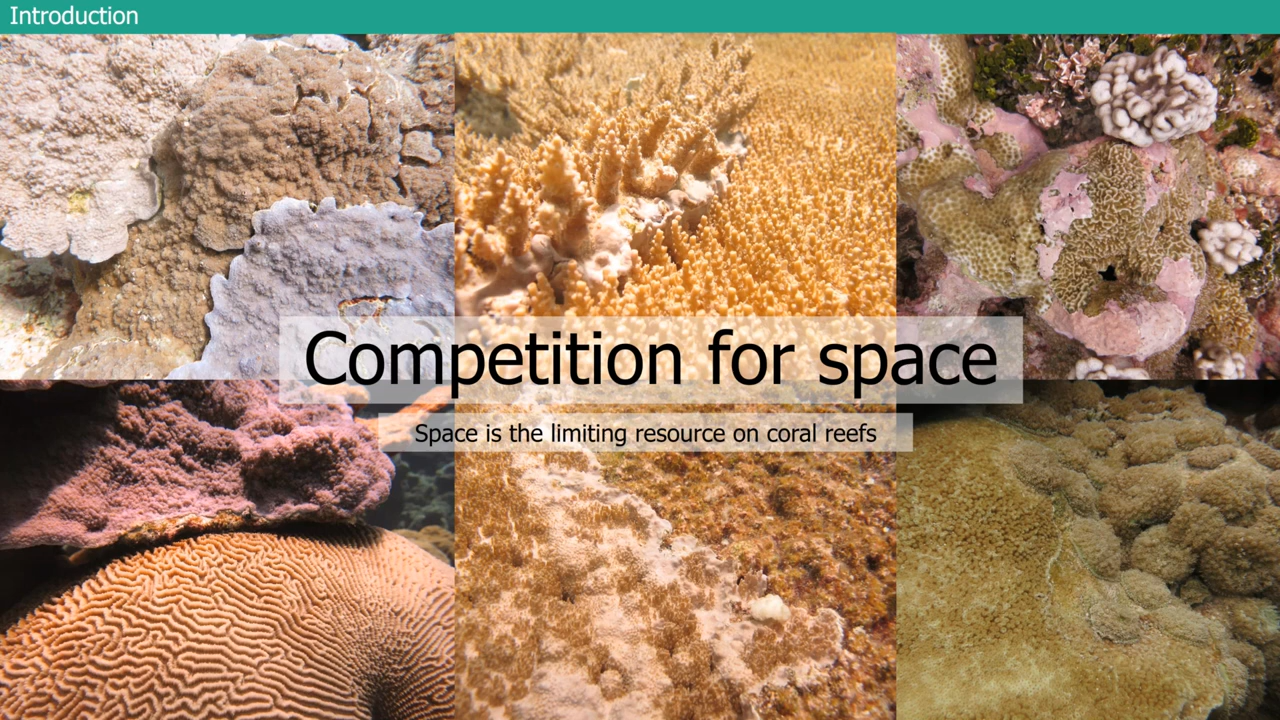 Introduction
Competition for space
Space is the limiting resource on coral reefs